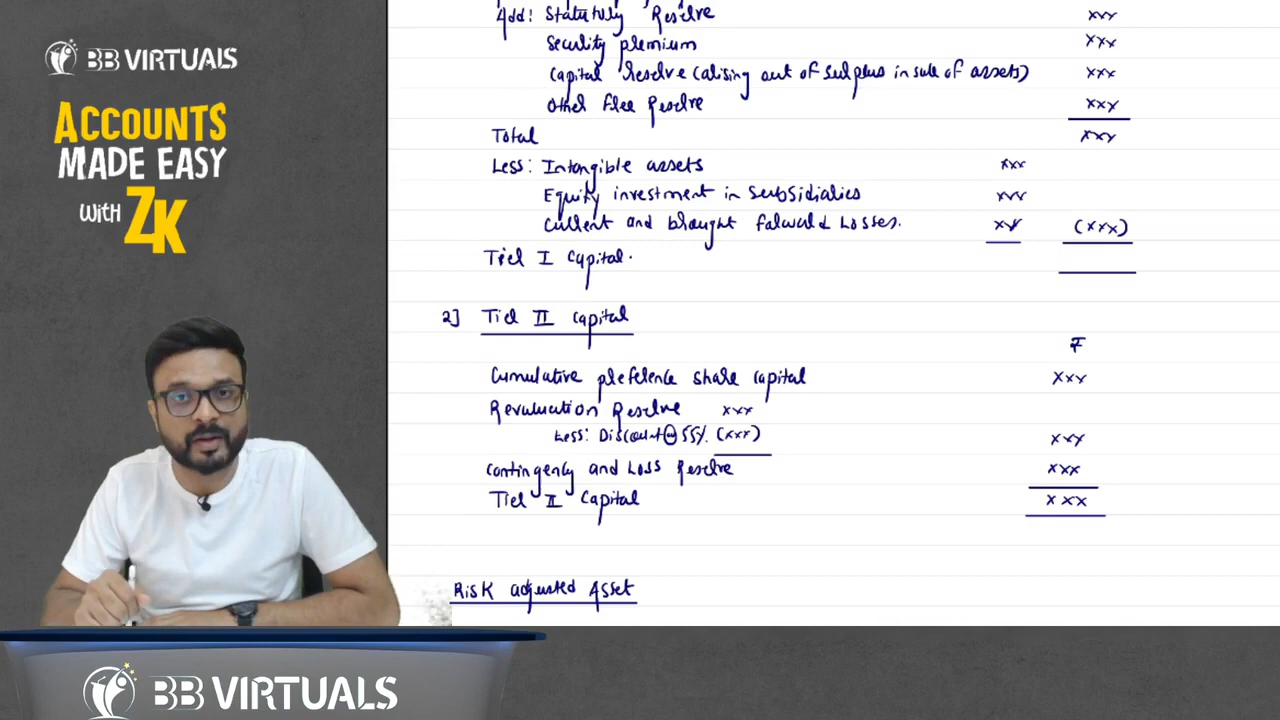 BB VIRTUALS
ACCOUNTS
MADE EASY
with ZK
Add: Statutory Reserve xxx
Security premium xxx
Capital reserve (arising out of surplus in sale of assets) xxx
Other Free Reserve xxx
Total xxx
Less: Intangible assets xxx
Equity investment in subsidiaries xxx
Current and brought forward Losses. xx (xxx)
Tier I Capital.
2] Tier II Capital
₹
Cumulative preference share capital xxx
Revaluation Reserve xxx
Less: Discount @ 55%. (xxx) xxx
Contingency and Loss Reserve xxx
Tier II Capital xxx
Risk adjusted Asset
BB VIRTUALS